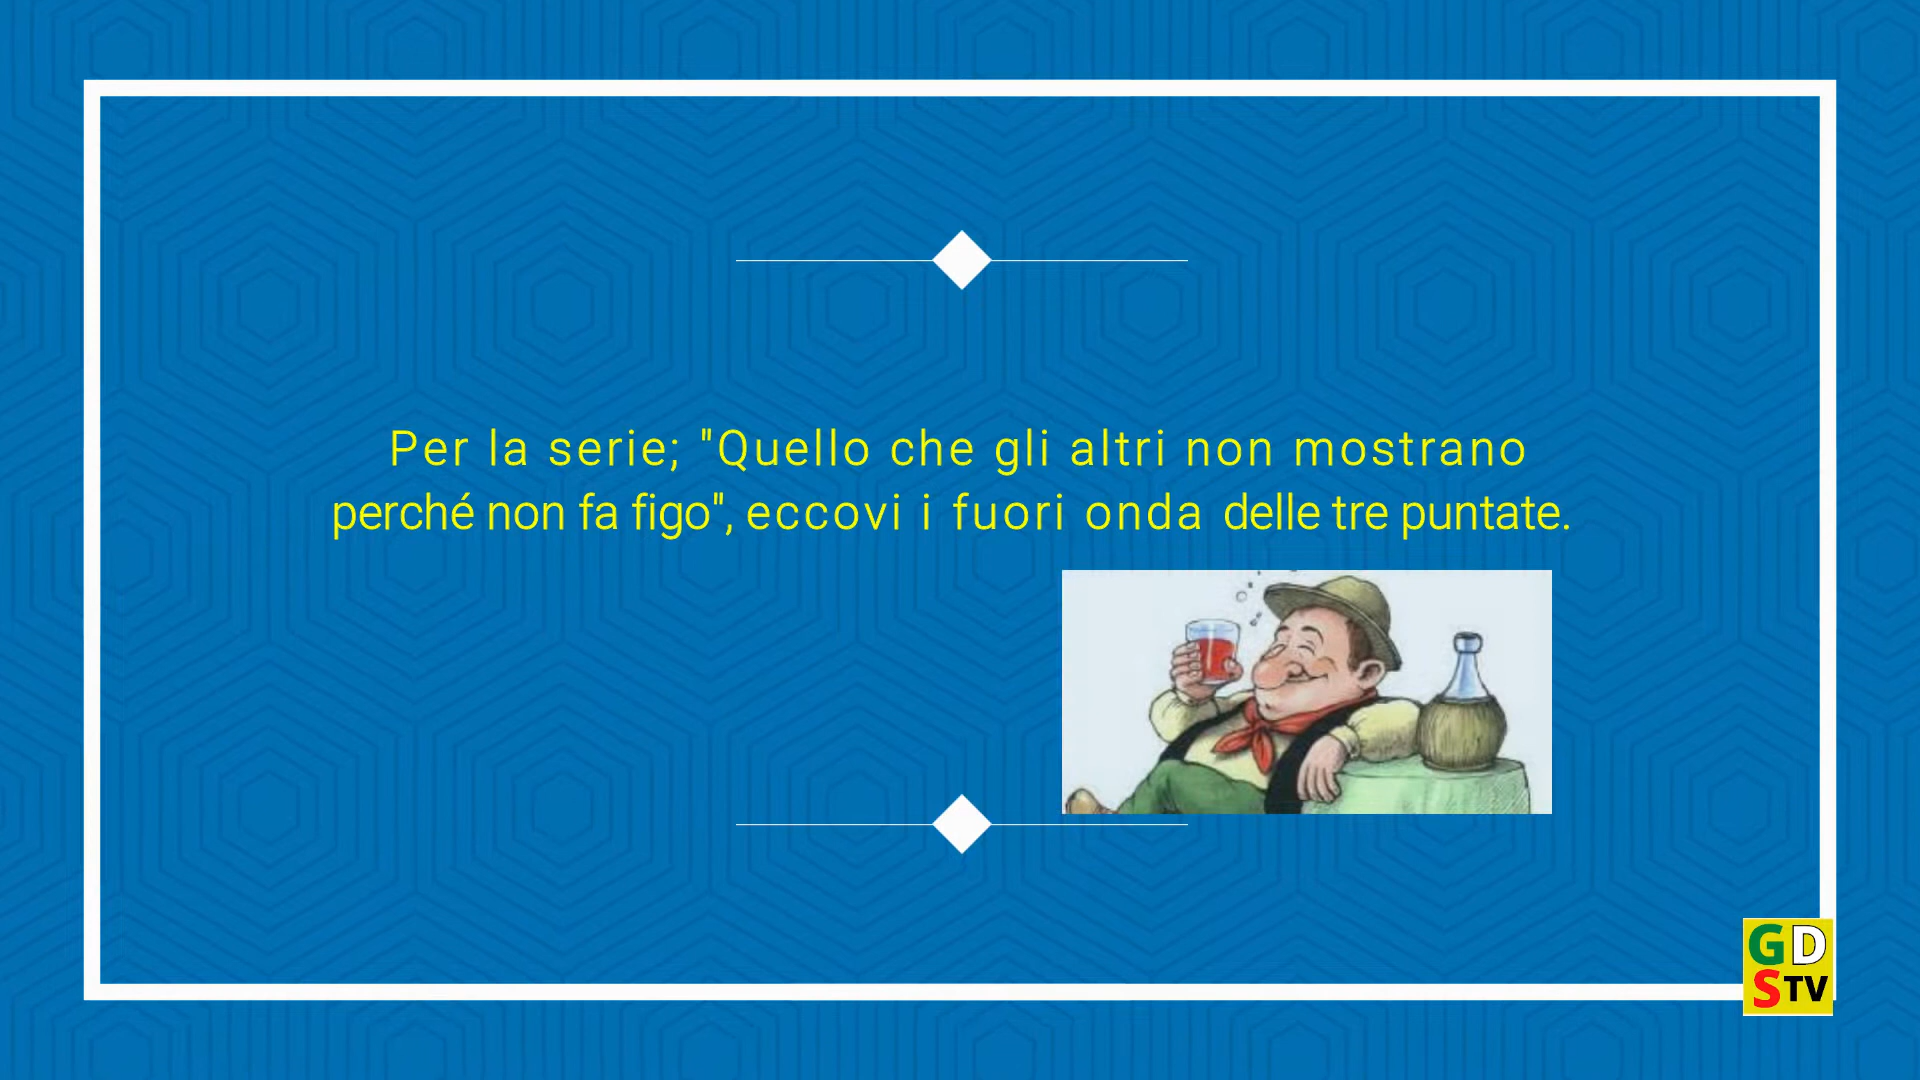 Per la serie; "Quello che gli altri non mostrano
perché non fa figo", eccovi i fuori onda delle tre puntate.
GD
STV